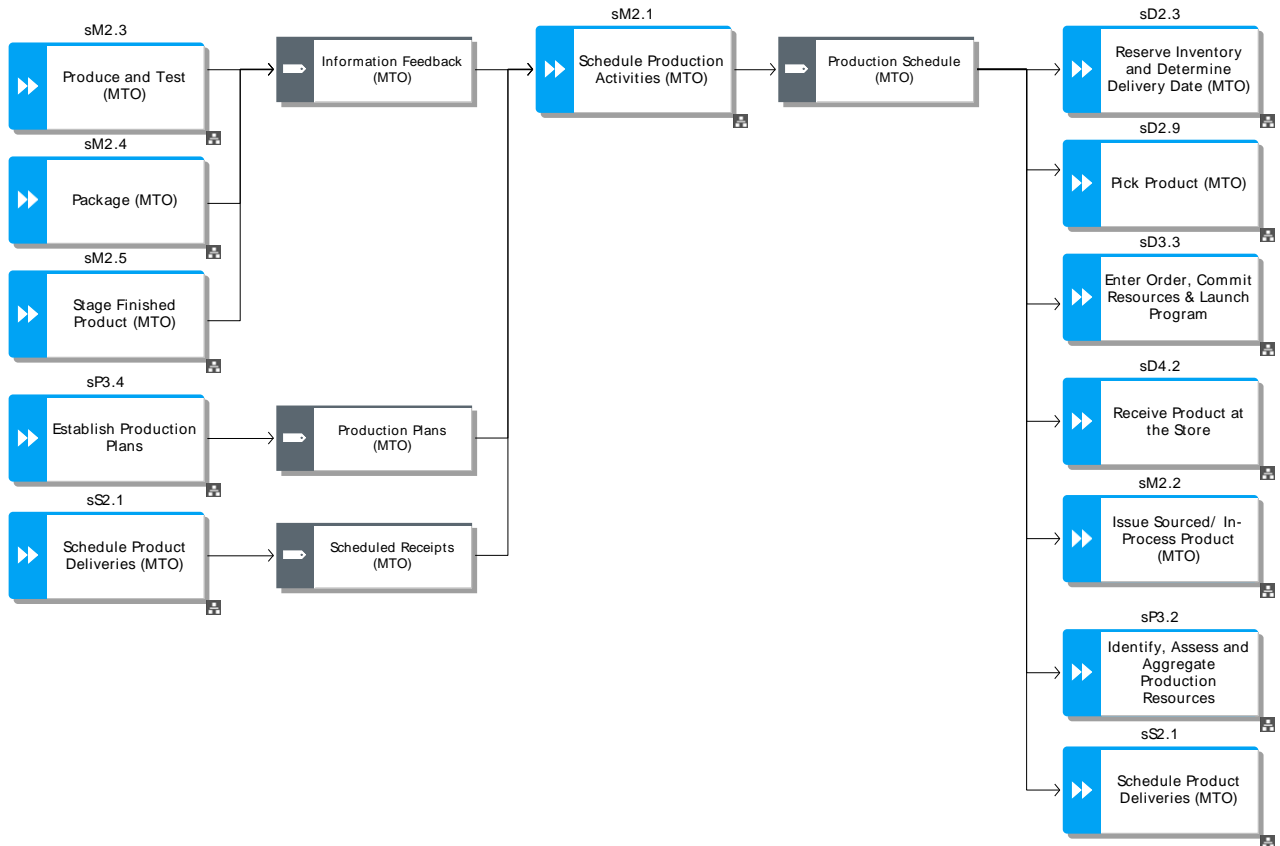 sM2.3
Produce and Test
(MTO)
sM2.4
Package (MTO)
sM2.5
Stage Finished
Product (MTO)
sP3.4
Establish Production
Plans
sS2.1
Schedule Product
Deliveries (MTO)
Information Feedback
(MTO)
Production Plans
(MTO)
Scheduled Receipts
(MTO)
sM2.1
Schedule Production
Activities (MTO)
Production Schedule
(MTO)
sD2.3
Reserve Inventory
and Determine
Delivery Date (MTO)
sD2.9
Pick Product (MTO)
sD3.3
Enter Order, Commit
Resources & Launch
Program
sD4.2
Receive Product at
the Store
sM2.2
Issue Sourced/ In-
Process Product
(MTO)
sP3.2
Identify, Assess and
Aggregate
Production
Resources
sS2.1
Schedule Product
Deliveries (MTO)